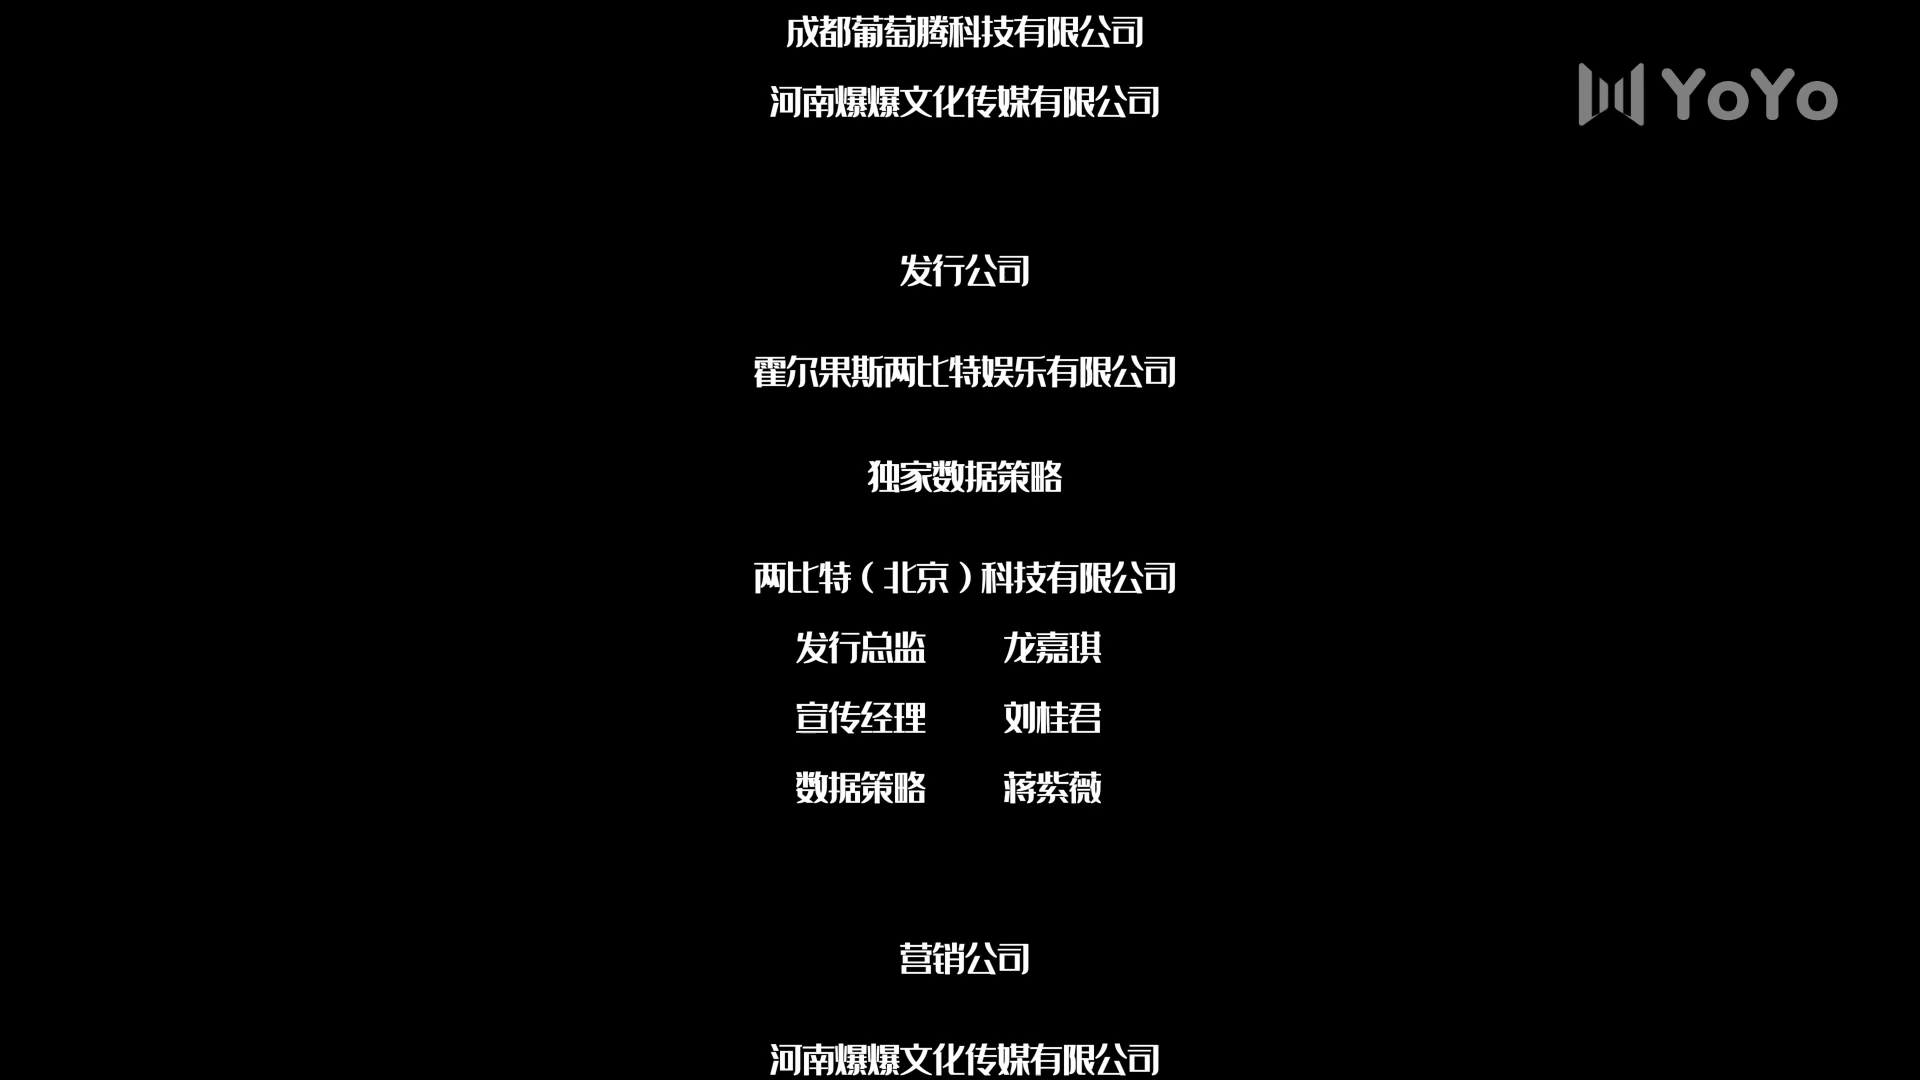 成都葡萄腾科技有限公司
YoYo
河南爆爆文化传媒有限公司
发行公司
霍尔果斯两比特娱乐有限公司
独家数据策略
两比特（北京）科技有限公司
发行总监 龙嘉琪
宣传经理 刘桂君
数据策略 蒋紫薇
营销公司
河南爆爆文化传媒有限公司